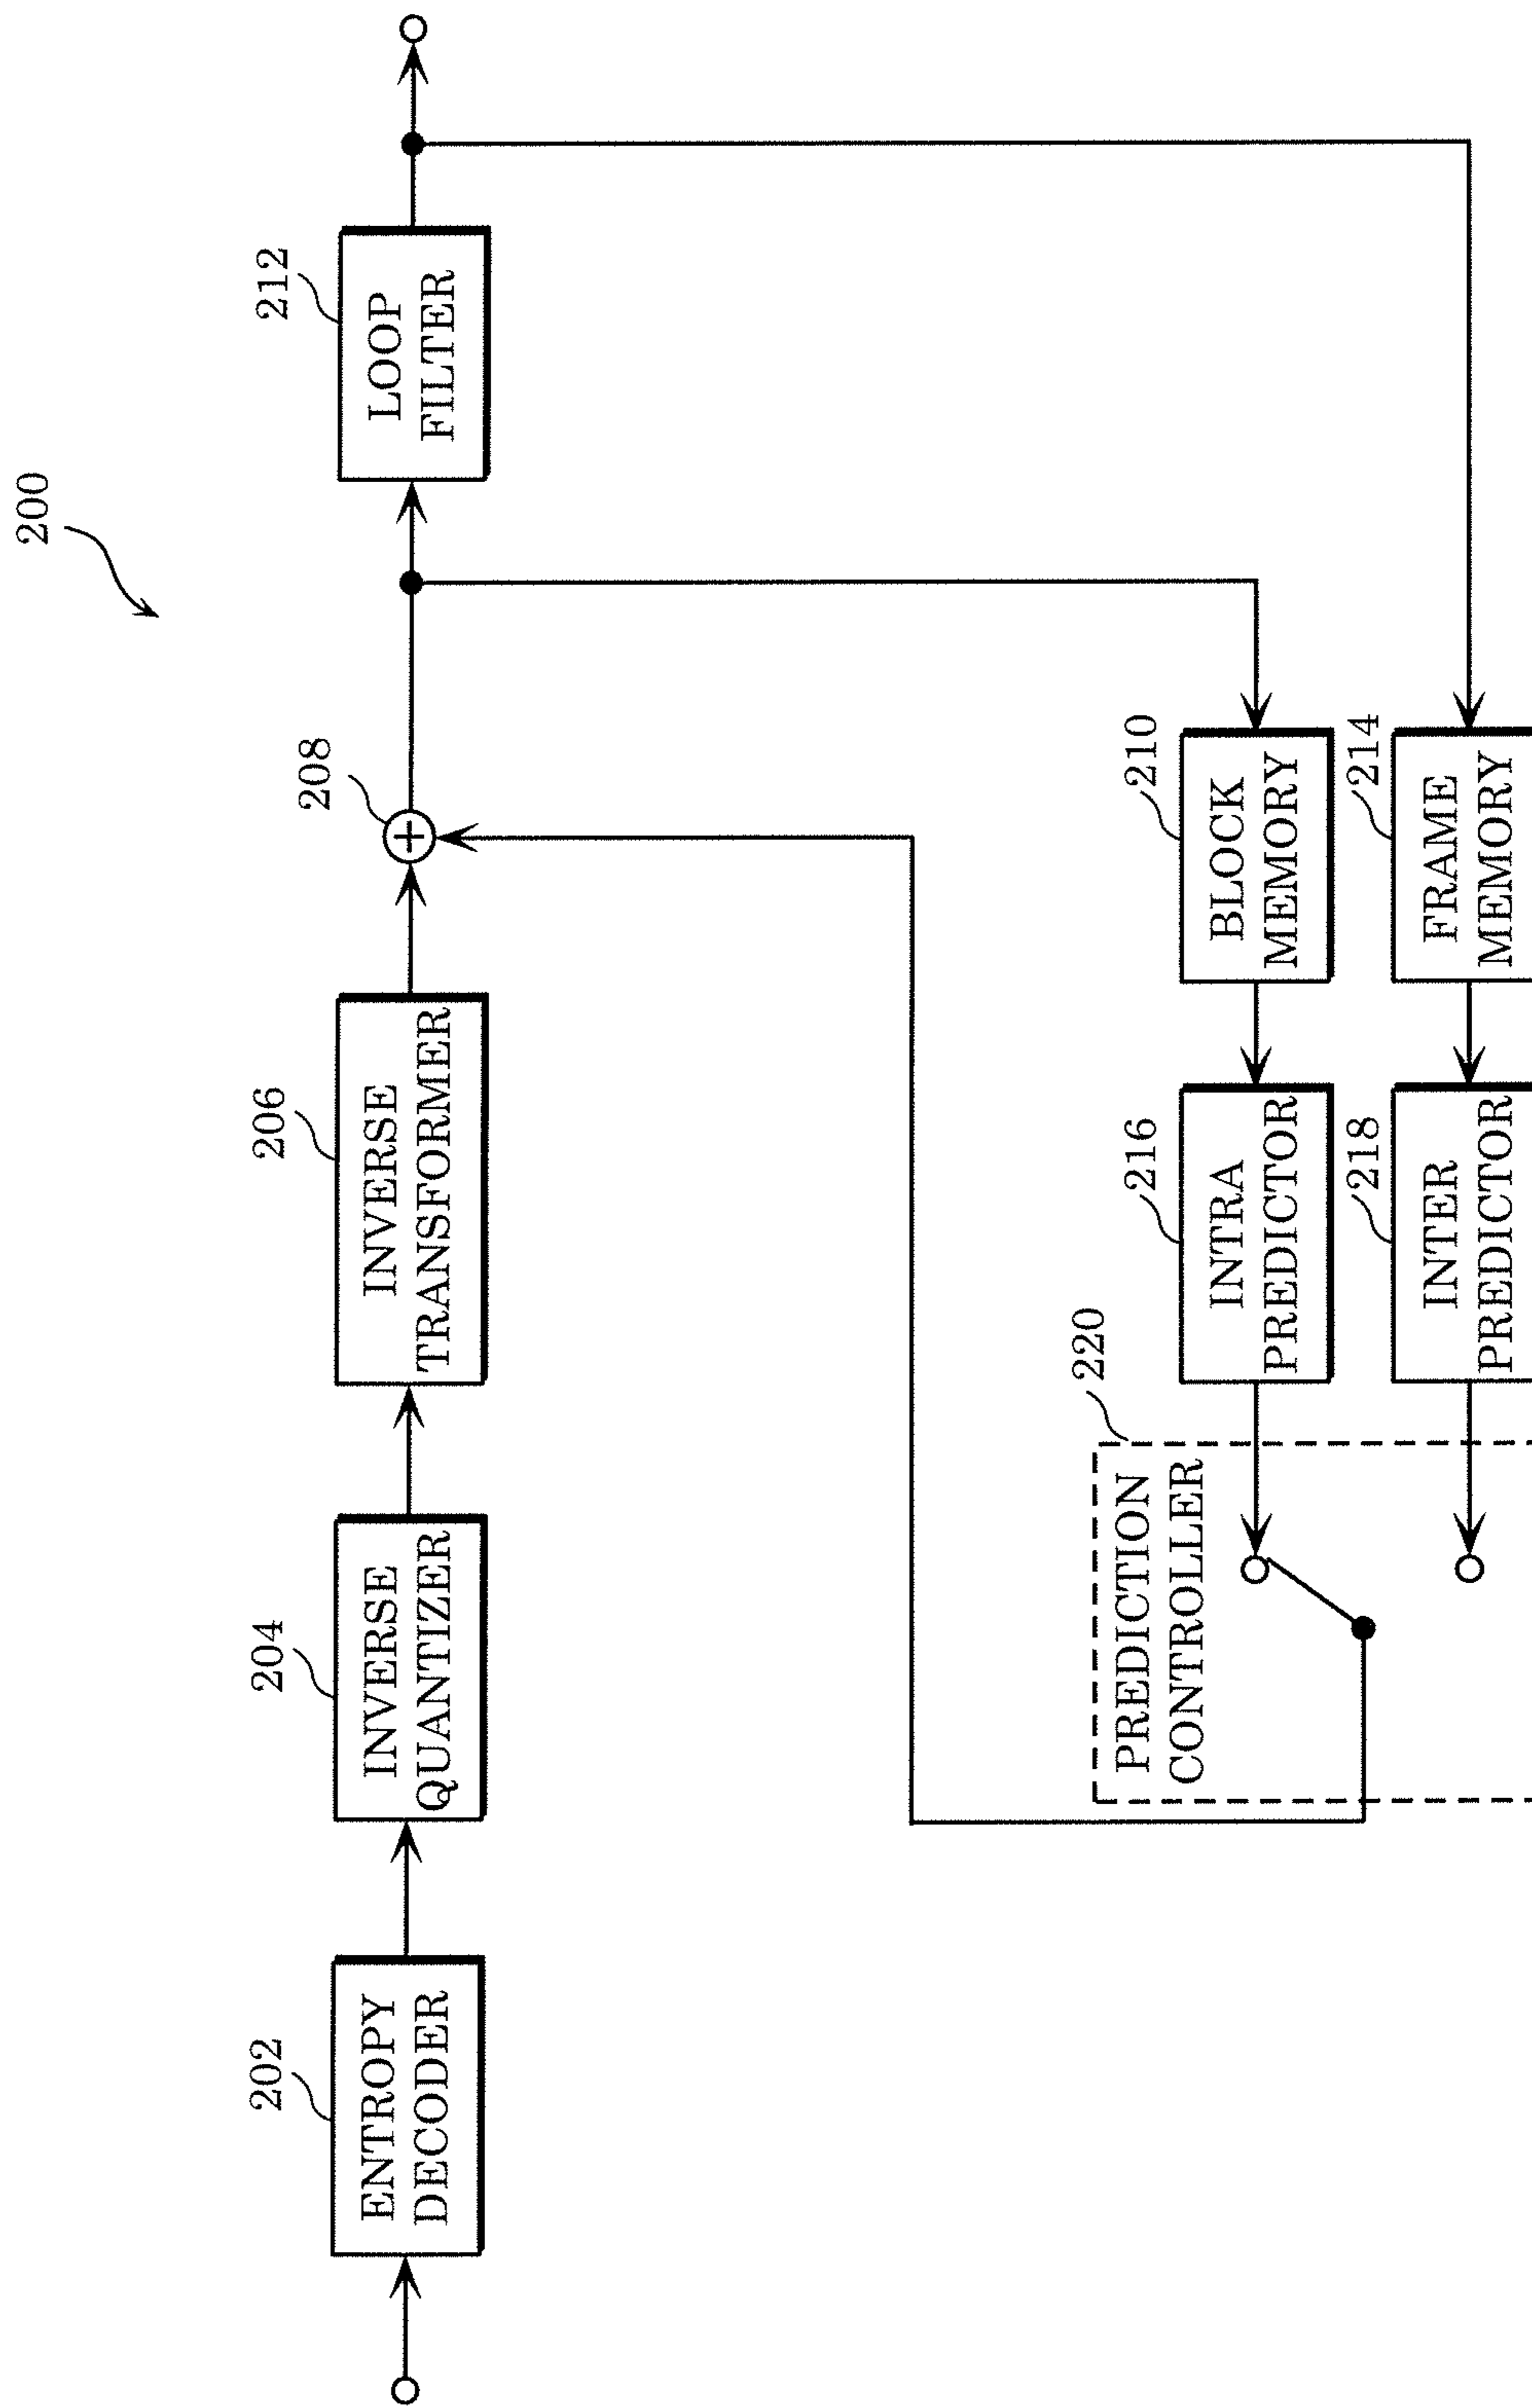 200
202
ENTROPY
DECODER
204
INVERSE
QUANTIZER
206
INVERSE
TRANSFORMER
208
+
212
LOOP
FILTER
220
PREDICTION
CONTROLLER
216
INTRA
PREDICTOR
210
BLOCK
MEMORY
218
INTER
PREDICTOR
214
FRAME
MEMORY